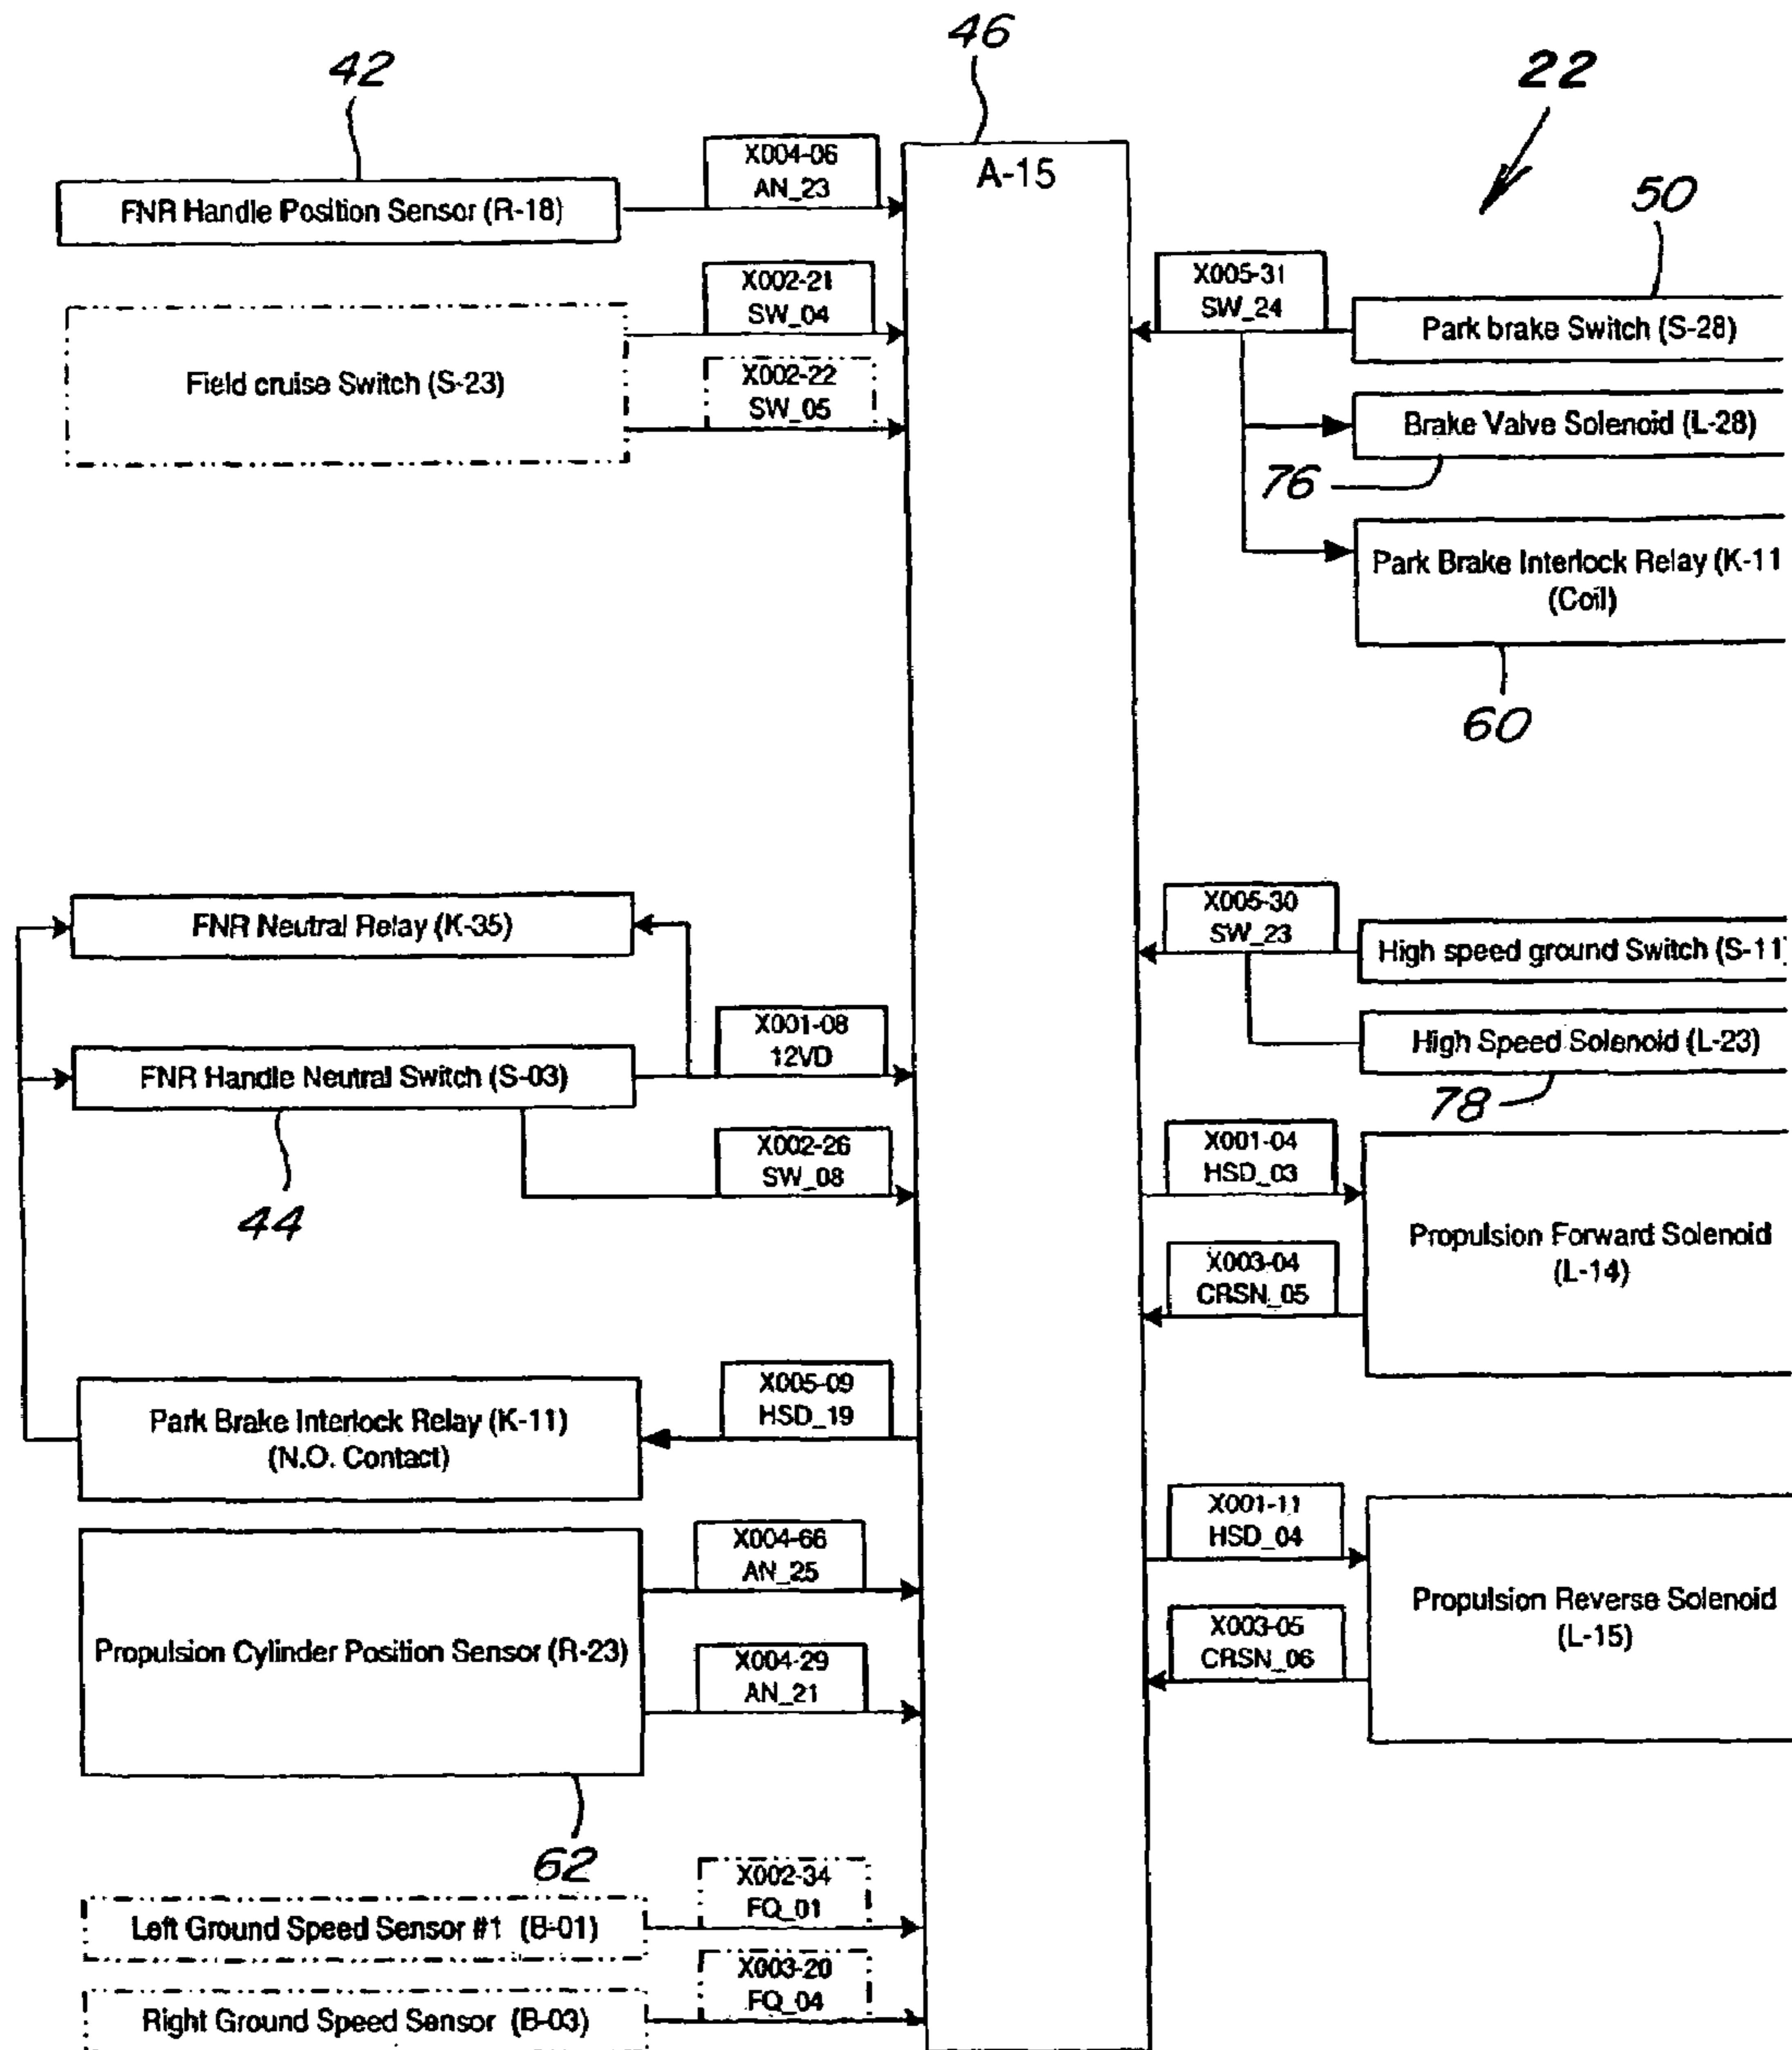 46
42
22
X004-06
AN_23
A-15
FNR Handle Position Sensor (R-18)
50
X002-21
SW_04
X005-31
SW_24
Park brake Switch (S-28)
Field cruise Switch (S-23)
X002-22
SW_05
Brake Valve Solenoid (L-28)
76
Park Brake Interlock Relay (K-11
(Coil)
60
FNR Neutral Relay (K-35)
X005-30
SW_23
High speed ground Switch (S-11)
X001-08
12VD
FNR Handle Neutral Switch (S-03)
High Speed Solenoid (L-23)
78
44
X002-26
SW_08
X001-04
HSD_03
Propulsion Forward Solenoid
(L-14)
X003-04
CRSN_05
X005-09
HSD_19
Park Brake Interlock Relay (K-11)
(N.O. Contact)
X001-11
HSD_04
X004-66
AN_25
Propulsion Reverse Solenoid
(L-15)
Propulsion Cylinder Position Sensor (R-23)
X003-05
CRSN_06
X004-29
AN_21
62
X002-34
FQ_01
Left Ground Speed Sensor #1 (B-01)
X003-20
FQ_04
Right Ground Speed Sensor (B-03)